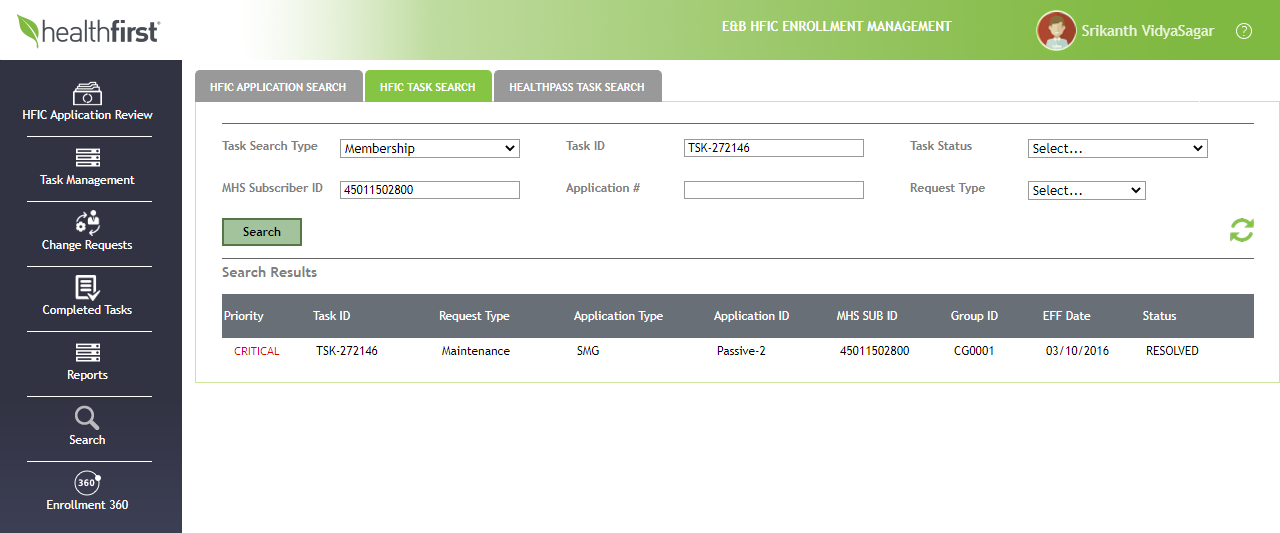 healthfirst
E&B HFIC ENROLLMENT MANAGEMENT
Srikanth VidyaSagar
?
HFIC Application Review
Task Management
Change Requests
Completed Tasks
Reports
Search
360
Enrollment 360
HFIC APPLICATION SEARCH
HFIC TASK SEARCH
HEALTHPASS TASK SEARCH
Task Search Type Membership Task ID TSK-272146 Task Status Select...
MHS Subscriber ID 45011502800 Application # Request Type Select...
Search
Search Results
Priority Task ID Request Type Application Type Application ID MHS SUB ID Group ID EFF Date Status
CRITICAL TSK-272146 Maintenance SMG Passive-2 45011502800 CG0001 03/10/2016 RESOLVED